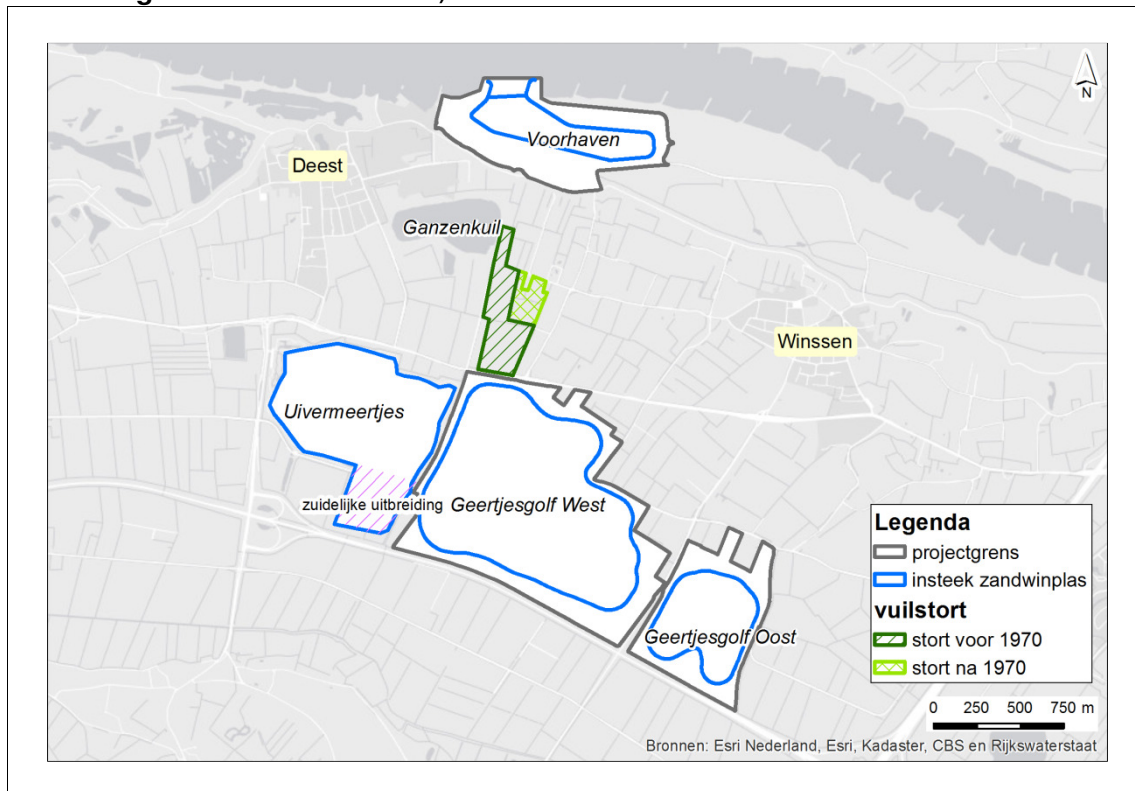 N
Voorhaven
Deest
Ganzenkuil
Winssen
Uivermeertjes
zuidelijke uitbreiding
Geertjesgolf West
Geertjesgolf Oost
Legenda
projectgrens
insteek zandwinplas
vuilstort
stort voor 1970
stort na 1970
0 250 500 750 m
Bronnen: Esri Nederland, Esri, Kadaster, CBS en Rijkswaterstaat